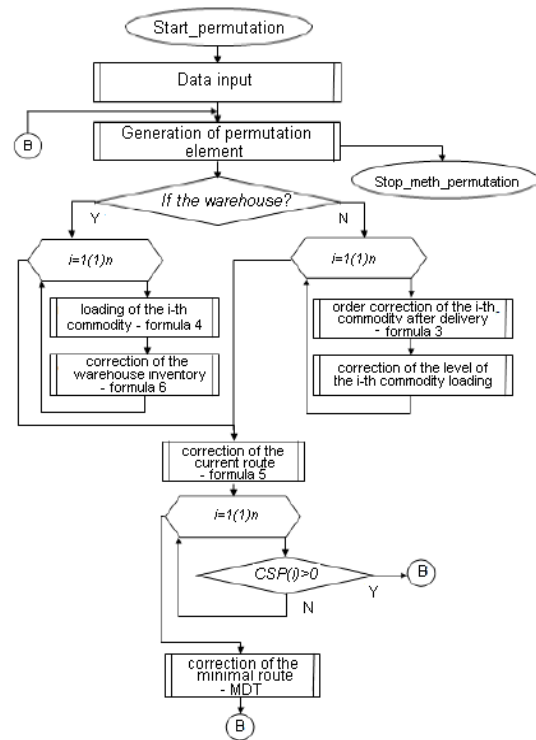 Start_permutation
Data input
B
Generation of permutation
element
Stop_meth_permutation
If the warehouse?
Y
N
i=1(1)n
i=1(1)n
loading of the i-th
commodity - formula 4
order correction of the i-th-
commodity after delivery
- formula 3
correction of the
warehouse inventory
- formula 6
correction of the level of
the i-th commodity loading
correction of the
current route
- formula 5
i=1(1)n
CSP(i)>0
B
Y
N
correction of the
minimal route
- MDT
B